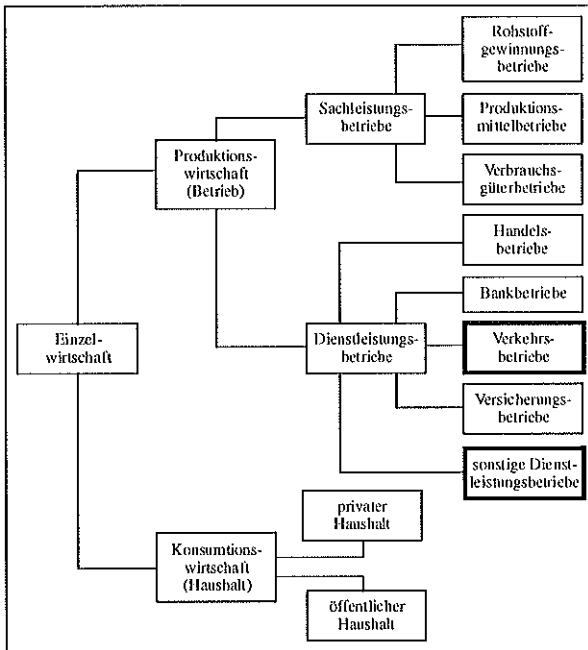 Rohstoff-
gewinnungs-
betriebe
Sachleistungs-
betriebe
Produktions-
mittelbetriebe
Produktions-
wirtschaft
(Betrieb)
Verbrauchs-
güterbetriebe
Handels-
betriebe
Bankbetriebe
Einzel-
wirtschaft
Dienstleistungs-
betriebe
Verkehrs-
betriebe
Versicherungs-
betriebe
sonstige Dienst-
leistungsbetriebe
privater
Haushalt
Konsumtions-
wirtschaft
(Haushalt)
öffentlicher
Haushalt